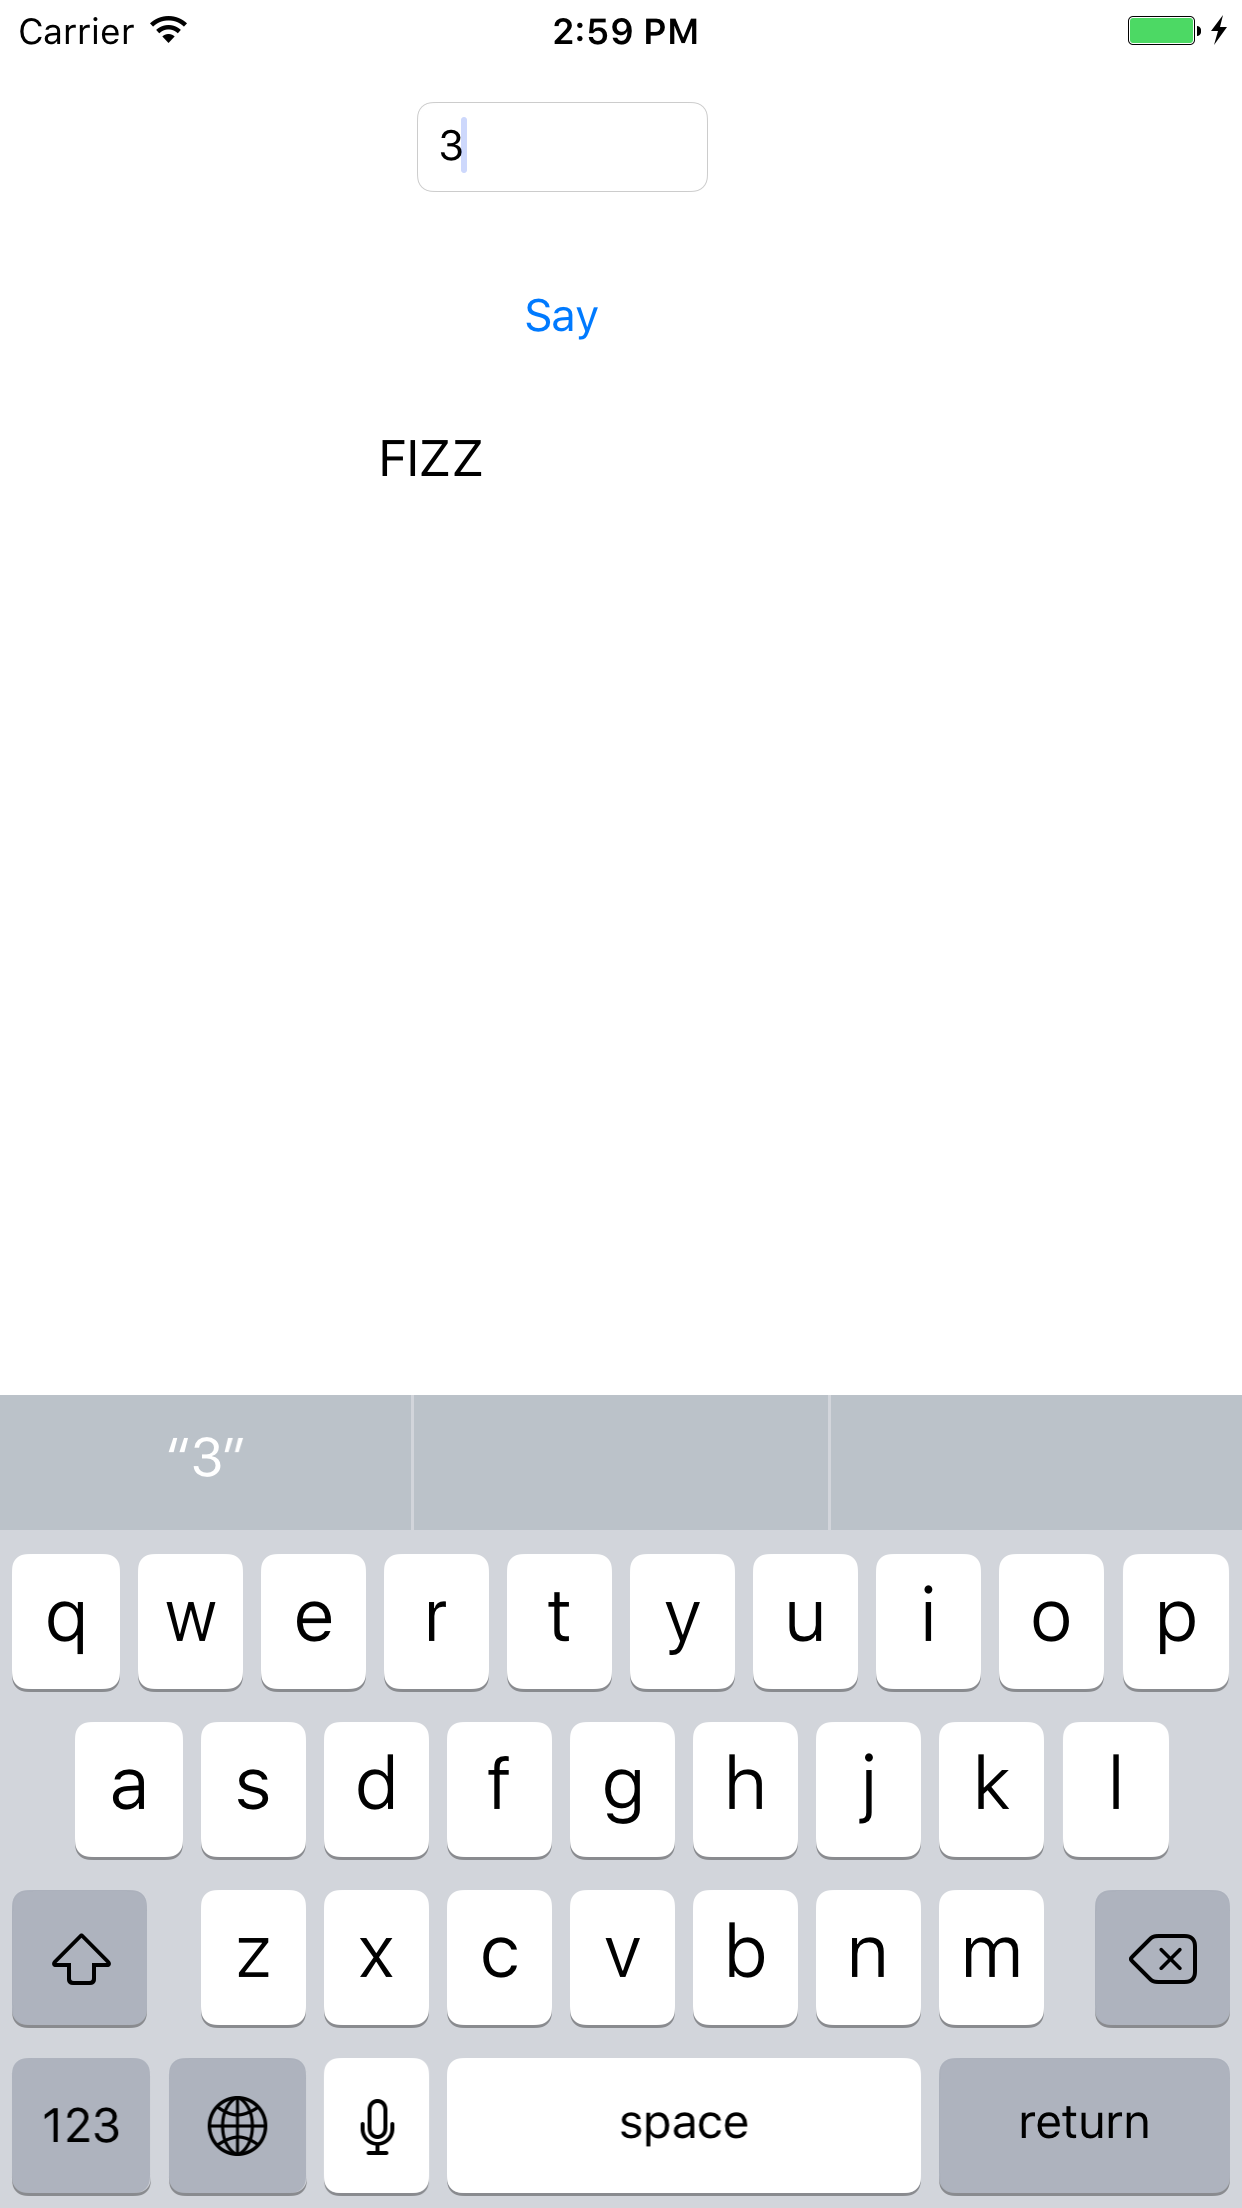 Carrier 2:59 PM
3
Say
FIZZ
“3”
q w e r t y u i o p
a s d f g h j k l
z x c v b n m
123 space return